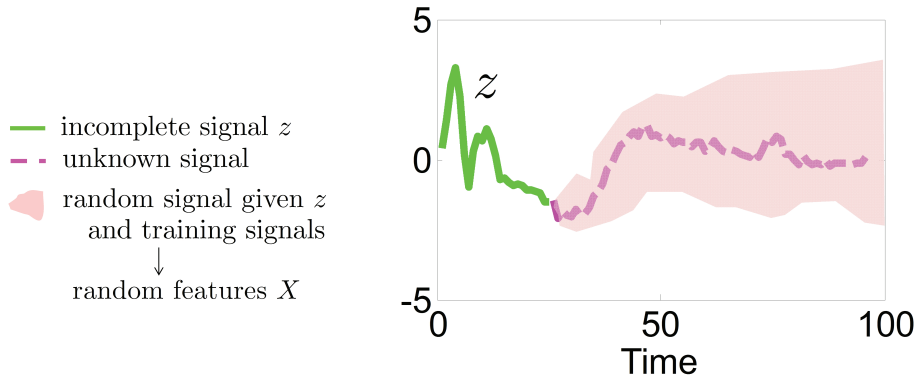 incomplete signal z
unknown signal
random signal given z
and training signals
↓
random features X
5
z
0
-5
0
50
100
Time